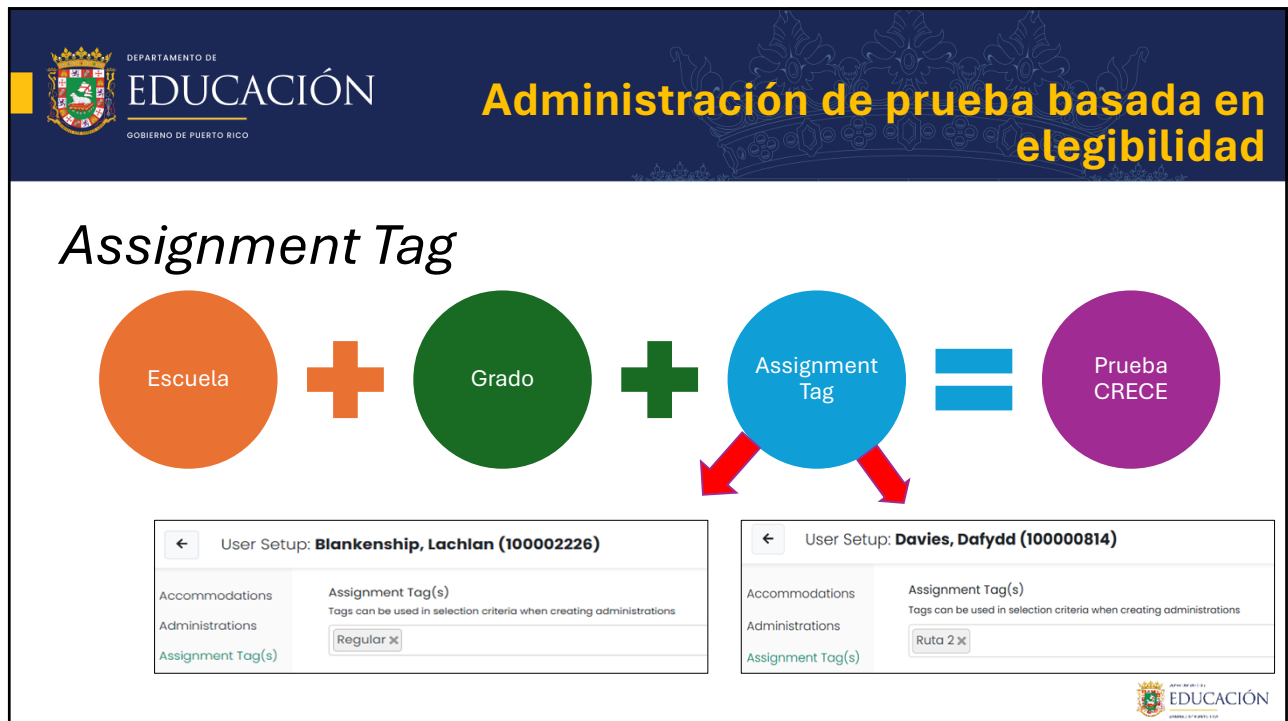 DEPARTAMENTO DE
EDUCACIÓN
GOBIERNO DE PUERTO RICO
Administración de prueba basada en
elegibilidad
Assignment Tag
Escuela
Grado
Assignment
Tag
Prueba
CRECE
User Setup: Blankenship, Lachlan (100002226)
Accommodations
Administrations
Assignment Tag(s)
Assignment Tag(s)
Tags can be used in selection criteria when creating administrations
Regular
User Setup: Davies, Dafydd (100000814)
Accommodations
Administrations
Assignment Tag(s)
Assignment Tag(s)
Tags can be used in selection criteria when creating administrations
Ruta 2
EDUCACIÓN